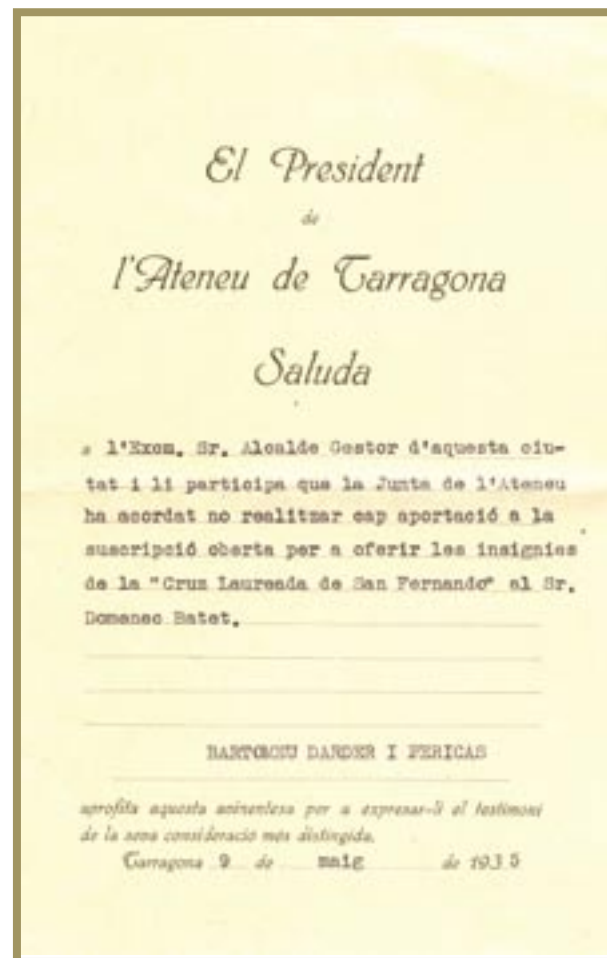 El President
de
l'Ateneu de Tarragona
Saluda
a l'Excm. Sr. Alcalde Gestor d'aquesta ciu-
tat i li participa que la Junta de l'Ateneu
ha acordat no realitzar cap aportació a la
suscripció oberta per a oferir les insignies
de la "Cruz Laureada de San Fernando" al Sr.
Domenec Batet.
BARTOMEU DARDER I PERICAS
aprofita aquesta avinentesa per a expresar-li el testimoni
de la seva consideració més distingida.
Tarragona 9 de maig de 1935